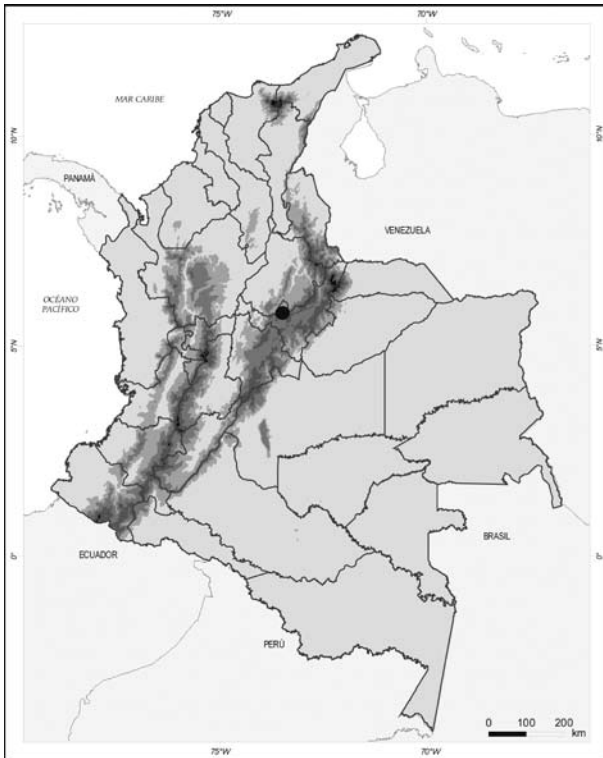 75°W
70°W
MAR CARIBE
10°N
10°N
PANAMÁ
VENEZUELA
OCÉANO
PACÍFICO
5°N
5°N
ECUADOR
BRASIL
0°
0°
PERÚ
0 100 200
km
75°W
70°W